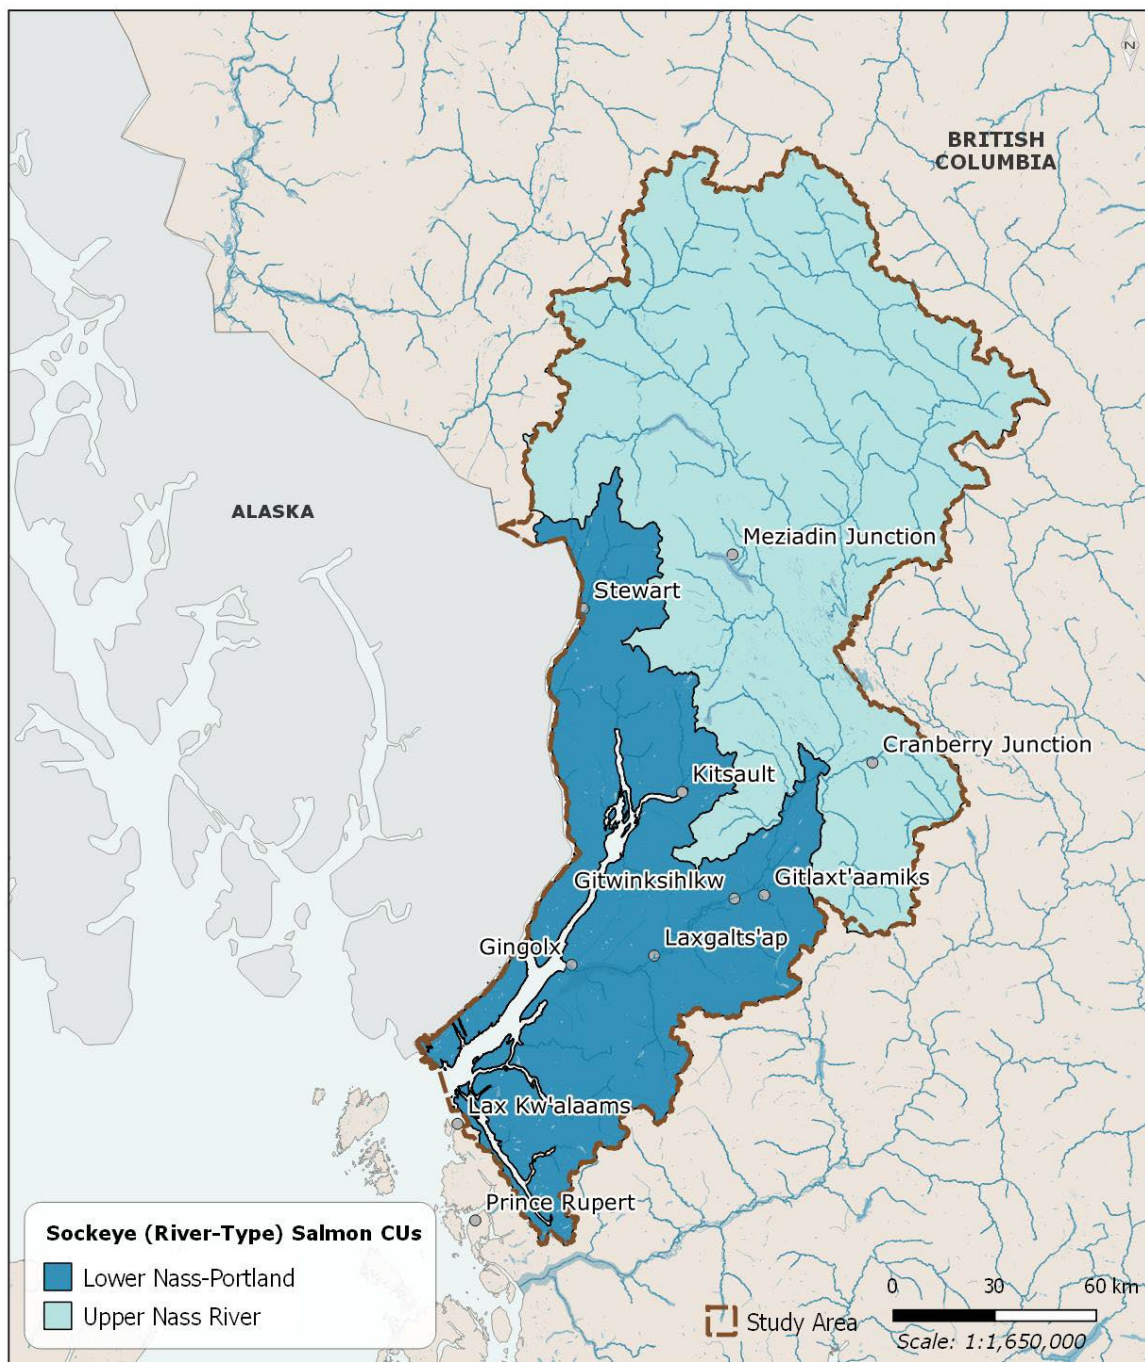 N
BRITISH
COLUMBIA
ALASKA
Meziadin Junction
Stewart
Cranberry Junction
Kitsault
Gitwinksihlkw
Gitlaxt'aamiks
Laxgalts'ap
Gingolx
Lax Kw'alaams
Prince Rupert
Sockeye (River-Type) Salmon CUs
Lower Nass-Portland
Upper Nass River
Study Area
0 30 60 km
Scale: 1:1,650,000